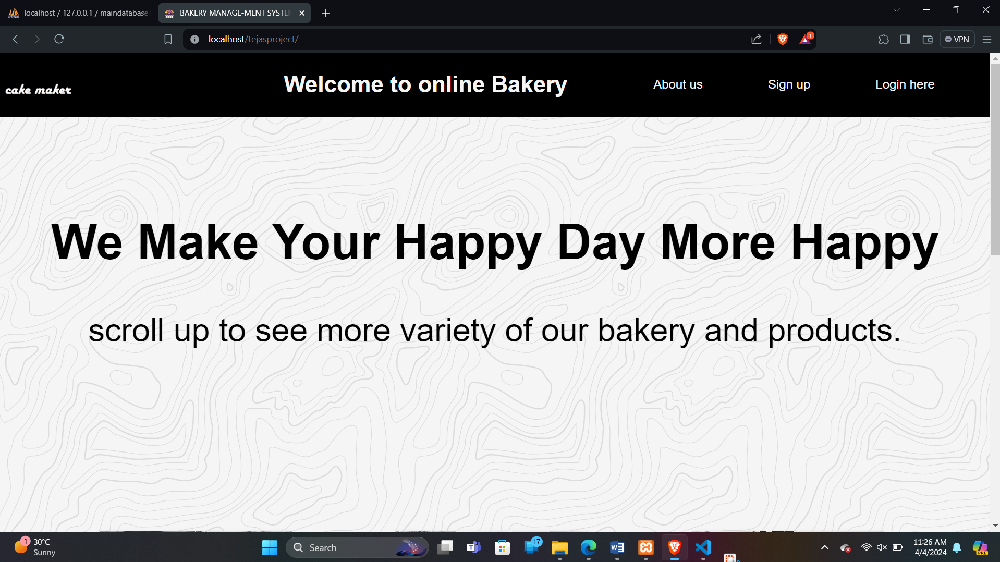 localhost / 127.0.0.1 / maindatabase
BAKERY MANAGE-MENT SYSTE
localhost/tejasproject/
1
VPN
cake maker
Welcome to online Bakery
About us
Sign up
Login here
We Make Your Happy Day More Happy
scroll up to see more variety of our bakery and products.
1
30°C
Sunny
Search
17
11:26 AM
4/4/2024
PRE